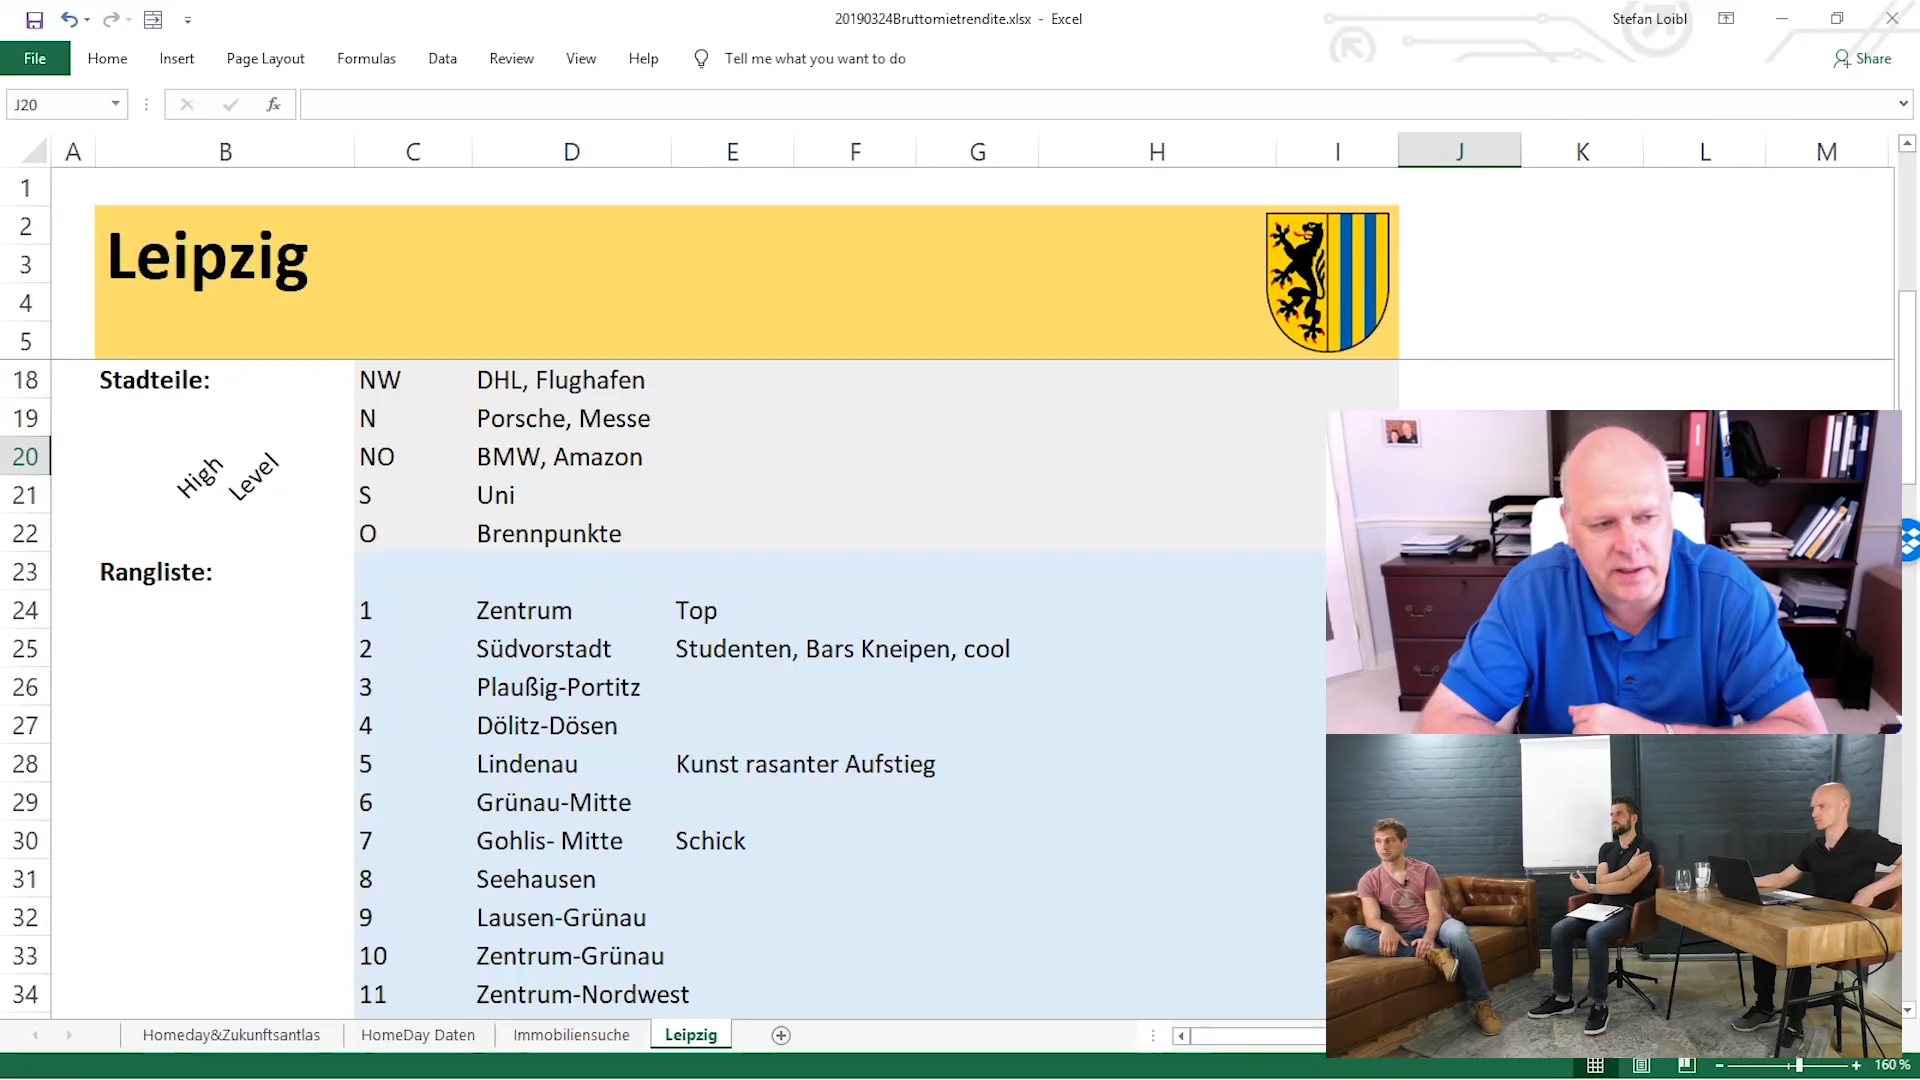 20190324Bruttomietrendite.xlsx - Excel
Stefan Loibl
File Home Insert Page Layout Formulas Data Review View Help Tell me what you want to do Share
J20 fx
A B C D E F G H I J K L M
1
2
3
4
5
Leipzig
18 Stadteile: NW DHL, Flughafen
19 N Porsche, Messe
20 NO BMW, Amazon
High Level
21 S Uni
22 O Brennpunkte
23 Rangliste:
24 1 Zentrum Top
25 2 Südvorstadt Studenten, Bars Kneipen, cool
26 3 Plaußig-Portitz
27 4 Dölitz-Dösen
28 5 Lindenau Kunst rasanter Aufstieg
29 6 Grünau-Mitte
30 7 Gohlis- Mitte Schick
31 8 Seehausen
32 9 Lausen-Grünau
33 10 Zentrum-Grünau
34 11 Zentrum-Nordwest
Homeday&Zukunftsantlas HomeDay Daten Immobiliensuche Leipzig
160 %